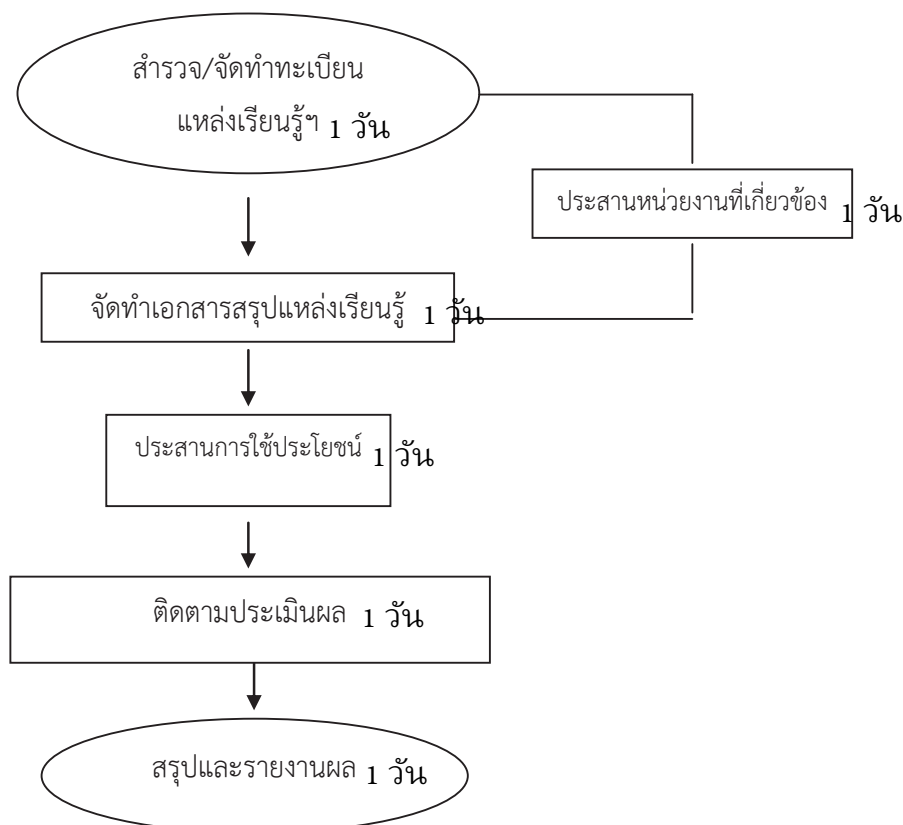 สำรวจ/จัดทำทะเบียน
แหล่งเรียนรู้ฯ 1 วัน
ประสานหน่วยงานที่เกี่ยวข้อง 1 วัน
จัดทำเอกสารสรุปแหล่งเรียนรู้ 1 วัน
ประสานการใช้ประโยชน์ 1 วัน
ติดตามประเมินผล 1 วัน
สรุปและรายงานผล 1 วัน